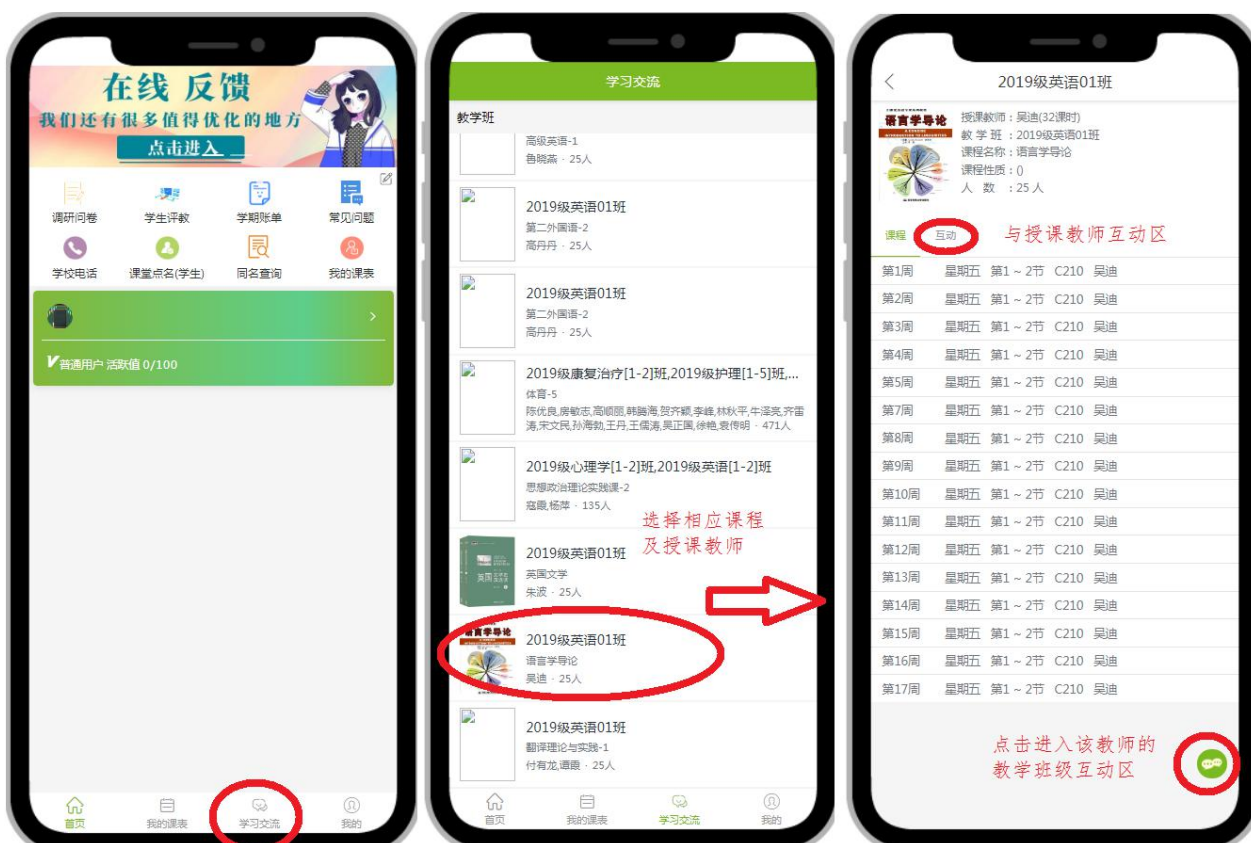 在线 反馈
我们还有很多值得优化的地方
点击进入
调研问卷 学生评教 学期账单 常见问题
学校电话 课堂点名(学生) 同名查询 我的课表
V 普通用户 活跃值 0/100
首页 我的课表 学习交流 我的
学习交流
教学班
高级英语-1
鲁晓燕 · 25人
2019级英语01班
第二外国语-2
高丹丹 · 25人
2019级英语01班
第二外国语-2
高丹丹 · 25人
2019级康复治疗[1-2]班,2019级护理[1-5]班,...
体育-5
陈优良,房敏志,高顺丽,韩腾海,贺齐颖,李峰,林秋平,牛泽亮,齐雷
涛,宋文民,孙海勃,王丹,王儒涛,吴正国,徐艳,袁传明 · 471人
2019级心理学[1-2]班,2019级英语[1-2]班
思想政治理论实践课-2
寇霞,杨萍 · 135人
选择相应课程
及授课教师
2019级英语01班
英国文学
朱波 · 25人
语言学导论
2019级英语01班
语言学导论
吴迪 · 25人
2019级英语01班
翻译理论与实践-1
付有龙,谭霞 · 25人
首页 我的课表 学习交流 我的
2019级英语01班
语言学导论
授课教师：吴迪(32课时)
教 学 班 ：2019级英语01班
课程名称：语言学导论
课程性质：()
人 数 ：25 人
课程 互动 与授课教师互动区
第1周 星期五 第1 ~ 2节 C210 吴迪
第2周 星期五 第1 ~ 2节 C210 吴迪
第3周 星期五 第1 ~ 2节 C210 吴迪
第4周 星期五 第1 ~ 2节 C210 吴迪
第5周 星期五 第1 ~ 2节 C210 吴迪
第7周 星期五 第1 ~ 2节 C210 吴迪
第8周 星期五 第1 ~ 2节 C210 吴迪
第9周 星期五 第1 ~ 2节 C210 吴迪
第10周 星期五 第1 ~ 2节 C210 吴迪
第11周 星期五 第1 ~ 2节 C210 吴迪
第12周 星期五 第1 ~ 2节 C210 吴迪
第13周 星期五 第1 ~ 2节 C210 吴迪
第14周 星期五 第1 ~ 2节 C210 吴迪
第15周 星期五 第1 ~ 2节 C210 吴迪
第16周 星期五 第1 ~ 2节 C210 吴迪
第17周 星期五 第1 ~ 2节 C210 吴迪
点击进入该教师的
教学班级互动区